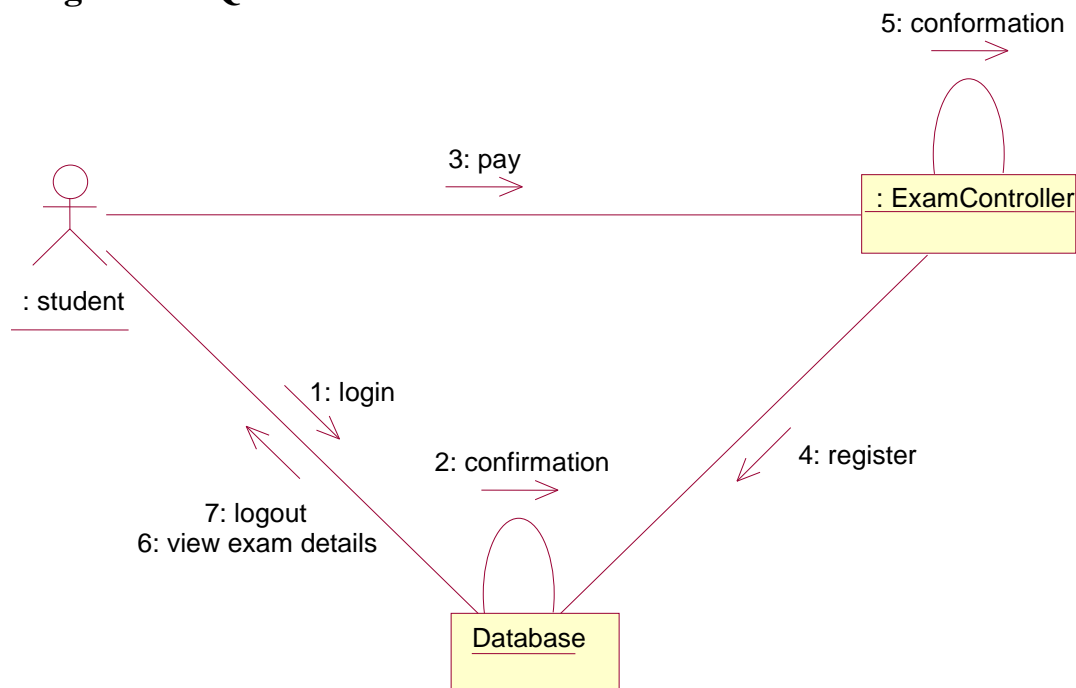 5: conformation
3: pay
: ExamController
: student
1: login
2: confirmation
4: register
7: logout
6: view exam details
Database